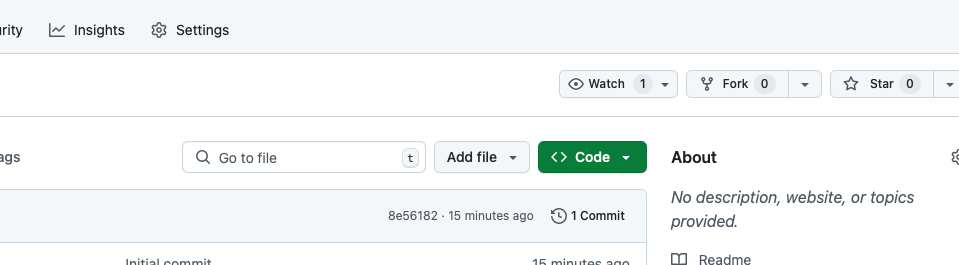 urity Insights Settings
Watch 1 Fork 0 Star 0
ags Go to file t Add file Code About
No description, website, or topics
provided.
8e56182 · 15 minutes ago 1 Commit
Initial commit 15 minutes ago Readme